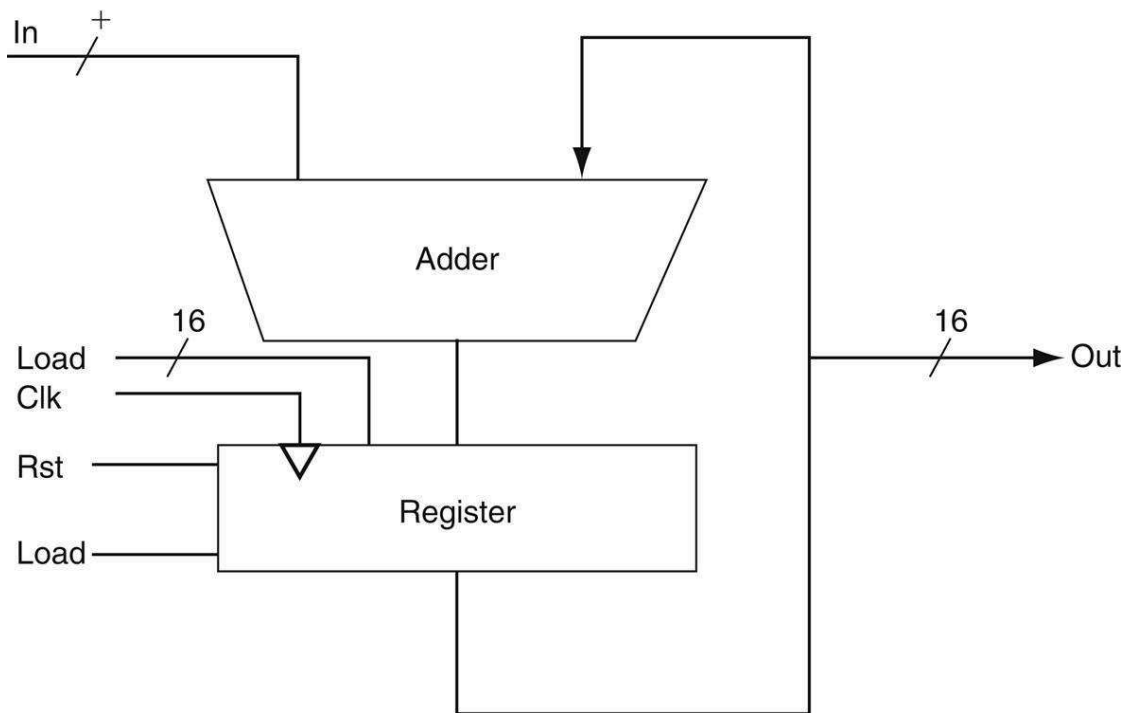 In
+
Adder
16
Load
16
Out
Clk
Rst
Register
Load